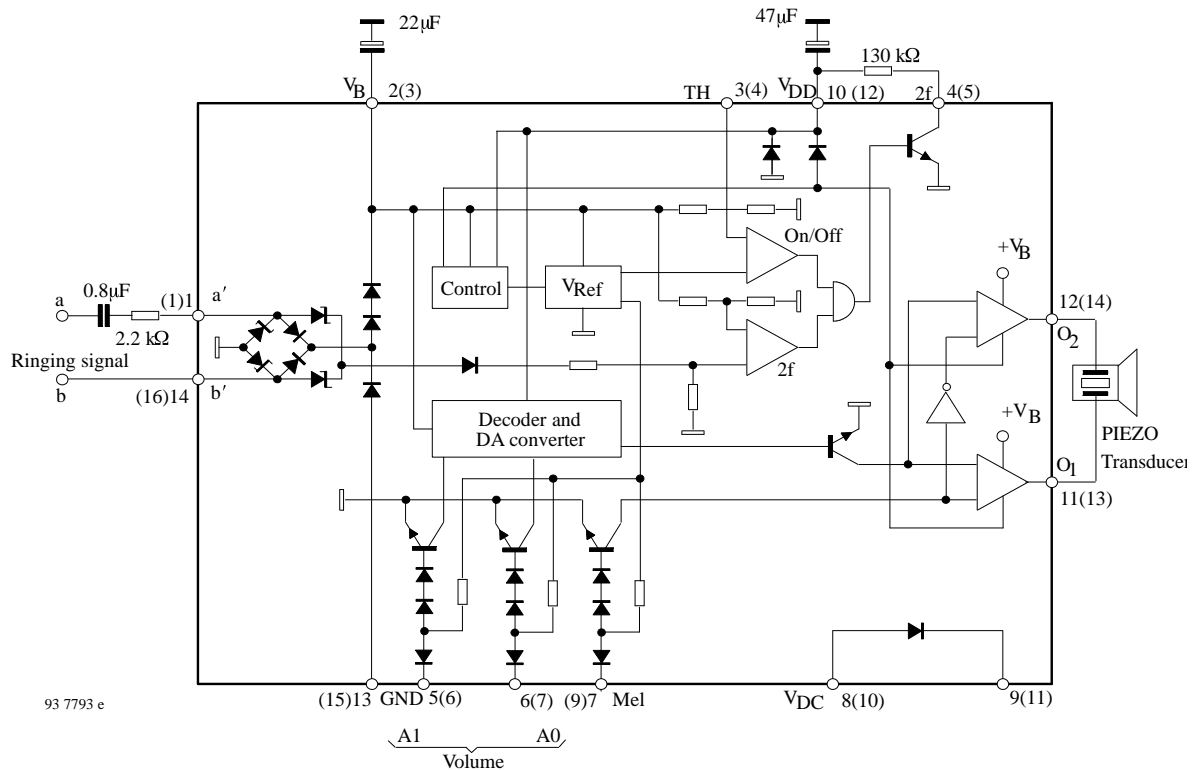 22μF
47μF
130 kΩ
VB 2(3)
TH 3(4)
VDD 10 (12)
2f 4(5)
On/Off
+VB
Control
VRef
0.8μF
a
(1)1 a′
2.2 kΩ
12(14)
O2
Ringing signal
b
(16)14 b′
2f
Decoder and
DA converter
+VB
PIEZO
Transducer
O1
11(13)
(15)13 GND 5(6)
6(7)
(9)7 Mel
VDC 8(10)
9(11)
93 7793 e
A1 A0
Volume